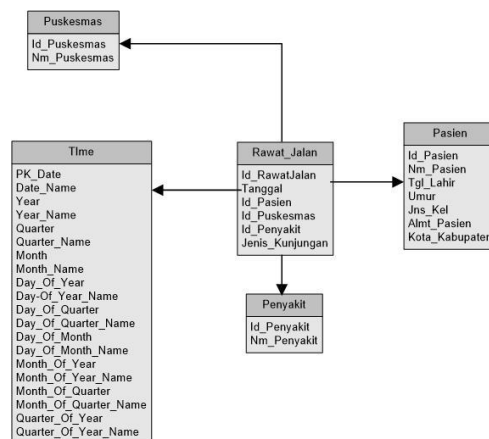 Puskesmas
Id_Puskesmas
Nm_Puskesmas
TIme
PK_Date
Date_Name
Year
Year_Name
Quarter
Quarter_Name
Month
Month_Name
Day_Of_Year
Day-Of_Year_Name
Day_Of_Quarter
Day_Of_Quarter_Name
Day_Of_Month
Day_Of_Month_Name
Month_Of_Year
Month_Of_Year_Name
Month_Of_Quarter
Month_Of_Quarter_Name
Quarter_Of_Year
Quarter_Of_Year_Name
Rawat_Jalan
Id_RawatJalan
Tanggal
Id_Pasien
Id_Puskesmas
Id_Penyakit
Jenis_Kunjungan
Penyakit
Id_Penyakit
Nm_Penyakit
Pasien
Id_Pasien
Nm_Pasien
Tgl_Lahir
Umur
Jns_Kel
Almt_Pasien
Kota_Kabupaten